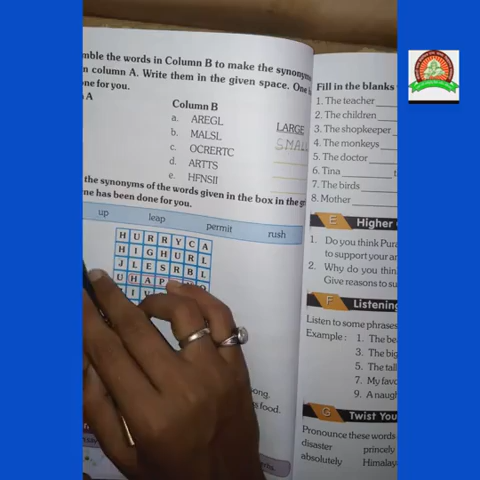 mble the words in Column B to make the synonyms
n column A. Write them in the given space. One
one for you.
A
Column B
a. AREGL
LARGE
b. MALSL
SMALL
c. OCRERTC
d. ARTTS
e. HFNSII
the synonyms of the words given in the box in the
ne has been done for you.
up leap permit rush
H U R R Y C A
H I G H U R L
J L E S R B L
U H A P
ong.
food.
Fill in the blanks
1. The teacher
2. The children
3. The shopkeeper
4. The monkeys
5. The doctor
6. Tina
7. The birds
8. Mother
E Higher
1. Do you think
to support your
2. Why do you thin
Give reasons to su
F Listening
Listen to some phrases
Example : 1. The be
3. The big
5. The tall
7. My favo
9. A naugh
G Twist You
Pronounce these words
disaster princely
absolutely Himalay